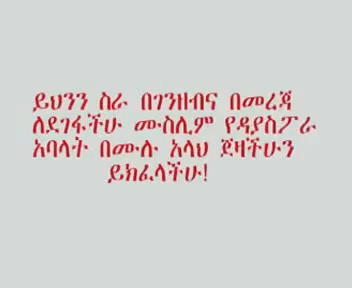 ይህንን ስራ በገንዘብና በመረጃ
ለደገፋችሁ ሙስሊም የዳያስፖራ
አባላት በሙሉ አላህ ጀዛችሁን
ይክፈላችሁ!